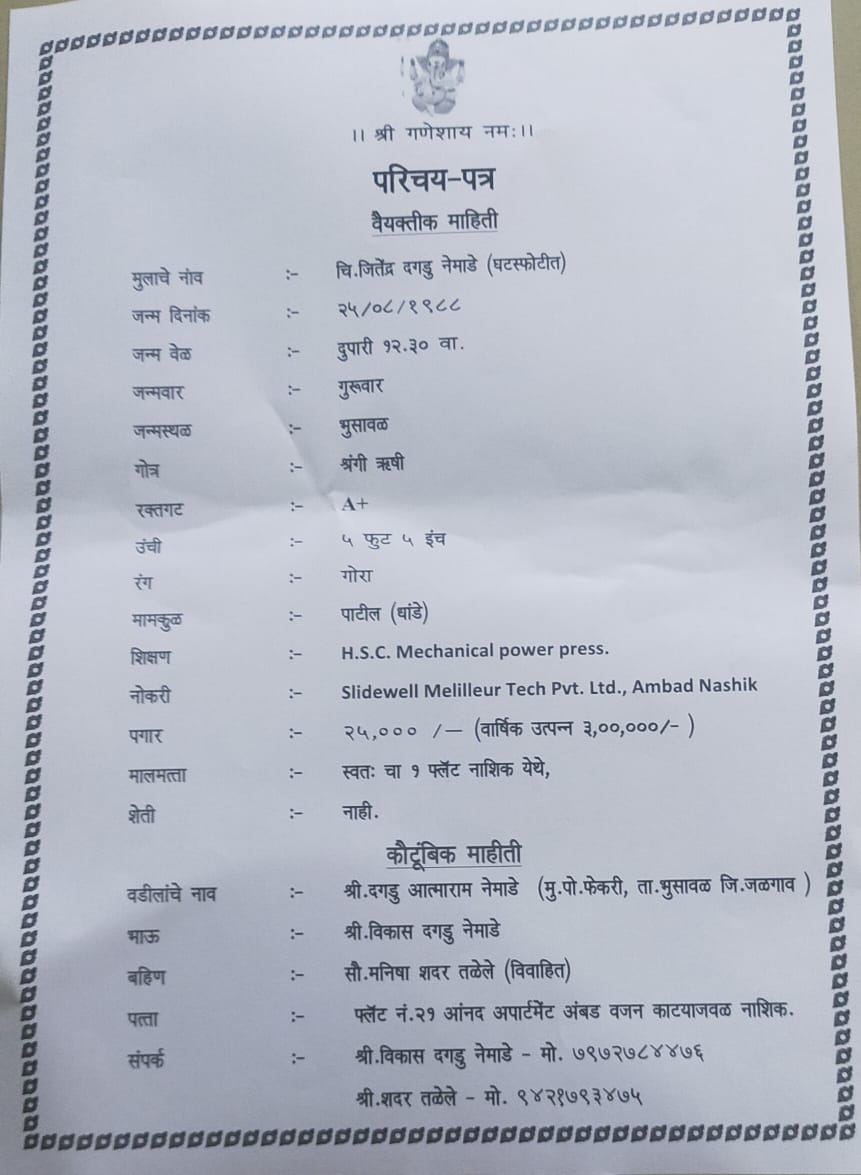 ।। श्री गणेशाय नमः।।
परिचय-पत्र
वैयक्तीक माहिती
मुलाचे नांव :- चि.जितेंद्र दगडु नेमाडे (घटस्फोटीत)
जन्म दिनांक :- २५/०८/१९८८
जन्म वेळ :- दुपारी १२.३० वा.
जन्मवार :- गुरूवार
जन्मस्थळ :- भुसावळ
गोत्र :- श्रंगी ऋषी
रक्तगट :- A+
उंची :- ५ फुट ५ इंच
रंग :- गोरा
मामकुळ :- पाटील (धांडे)
शिक्षण :- H.S.C. Mechanical power press.
नोकरी :- Slidewell Melilleur Tech Pvt. Ltd., Ambad Nashik
पगार :- २५,००० /— (वार्षिक उत्पन्न ३,००,०००/- )
मालमत्ता :- स्वतः चा १ फ्लॅट नाशिक येथे,
शेती :- नाही.
कौटूंबिक माहीती
वडीलांचे नाव :- श्री.दगडु आत्माराम नेमाडे (मु.पो.फेकरी, ता.भुसावळ जि.जळगाव )
भाऊ :- श्री.विकास दगडु नेमाडे
बहिण :- सौ.मनिषा शदर तळेले (विवाहित)
पत्ता :- फ्लॅट नं.२१ आंनद अपार्टमेंट अंबड वजन काटयाजवळ नाशिक.
संपर्क :- श्री.विकास दगडु नेमाडे - मो. ७९७२७८४४७६
श्री.शदर तळेले - मो. ९४२१७९३४७५